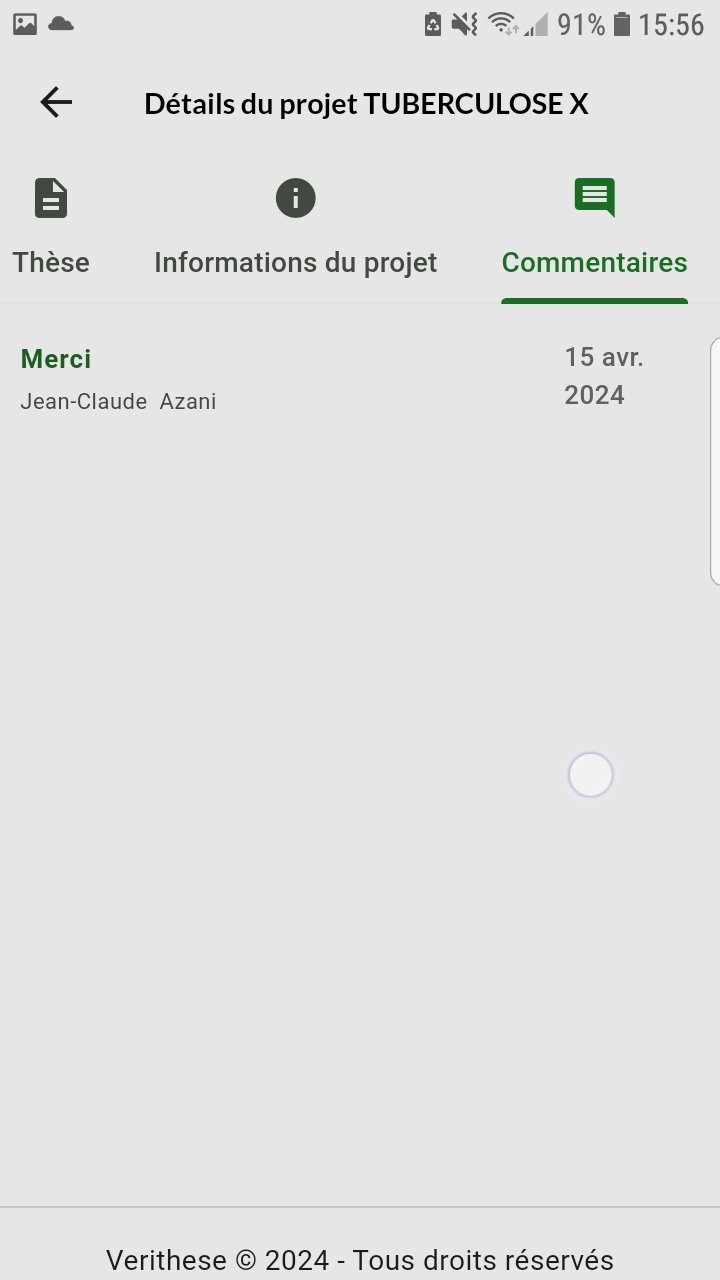 91% 15:56
Détails du projet TUBERCULOSE X
Thèse Informations du projet Commentaires
Merci 15 avr.
Jean-Claude Azani 2024
Verithese © 2024 - Tous droits réservés